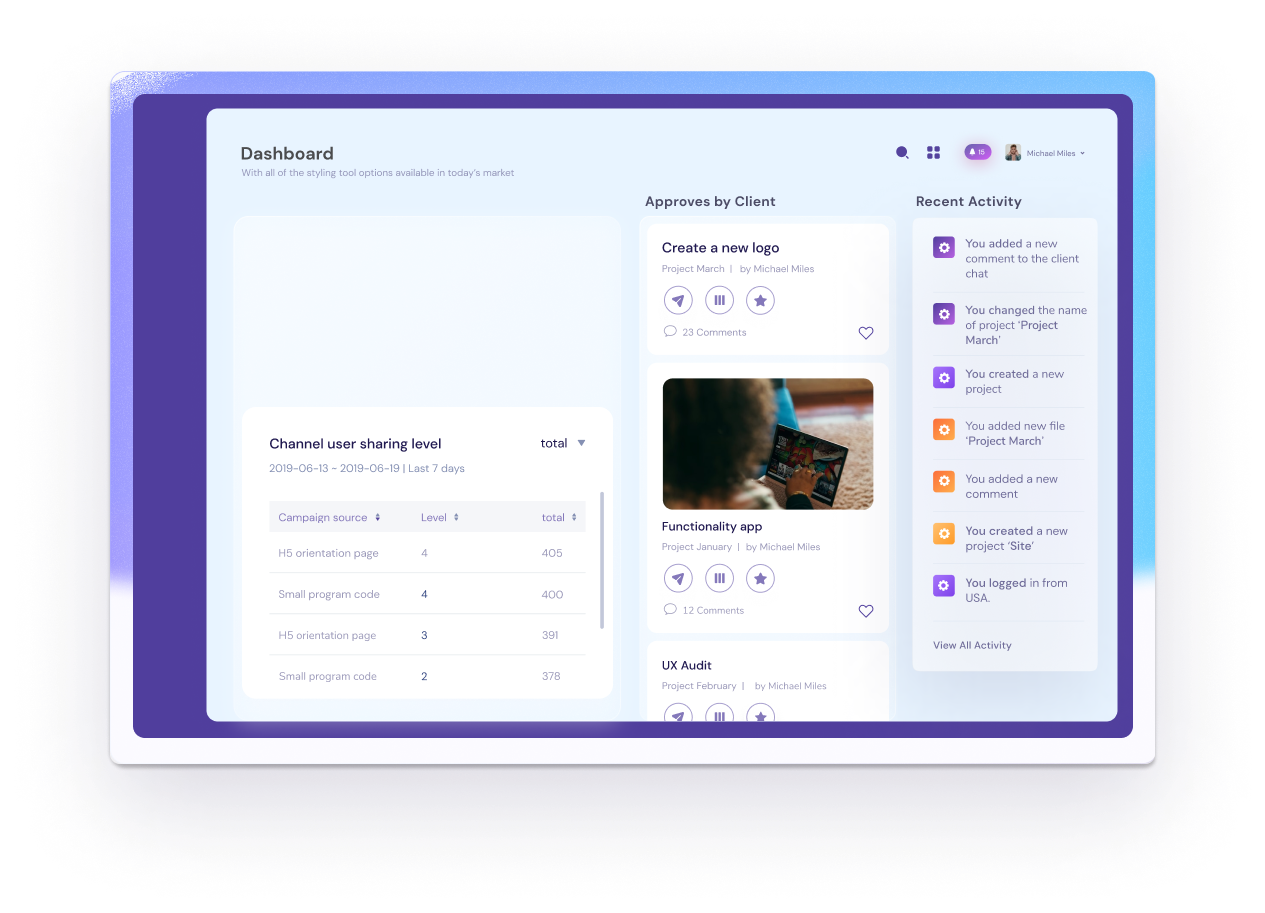 Dashboard
With all of the styling tool options available in today's market
15
Michael Miles
Channel user sharing level
total
2019-06-13 ~ 2019-06-19 | Last 7 days
Campaign source Level total
H5 orientation page 4 405
Small program code 4 400
H5 orientation page 3 391
Small program code 2 378
Approves by Client
Create a new logo
Project March | by Michael Miles
23 Comments
Functionality app
Project January | by Michael Miles
12 Comments
UX Audit
Project February | by Michael Miles
Recent Activity
You added a new
comment to the client
chat
You changed the name
of project ‘Project
March’
You created a new
project
You added new file
‘Project March’
You added a new
comment
You created a new
project ‘Site’
You logged in from
USA.
View All Activity